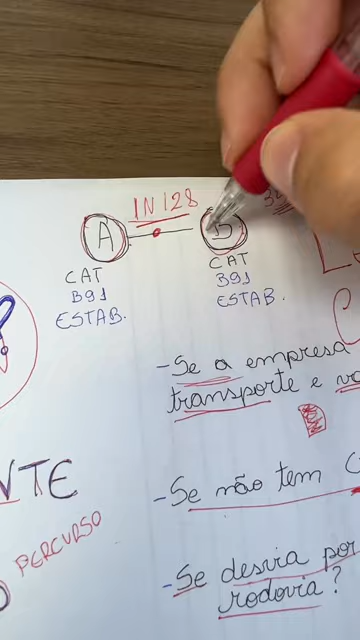 IN 128
A
B
CAT
B91
ESTAB.
CAT
B91
ESTAB.
- Se a empresa
transporte e
- Se não tem
NTE
PERCURSO
- Se desvia por
rodovia?